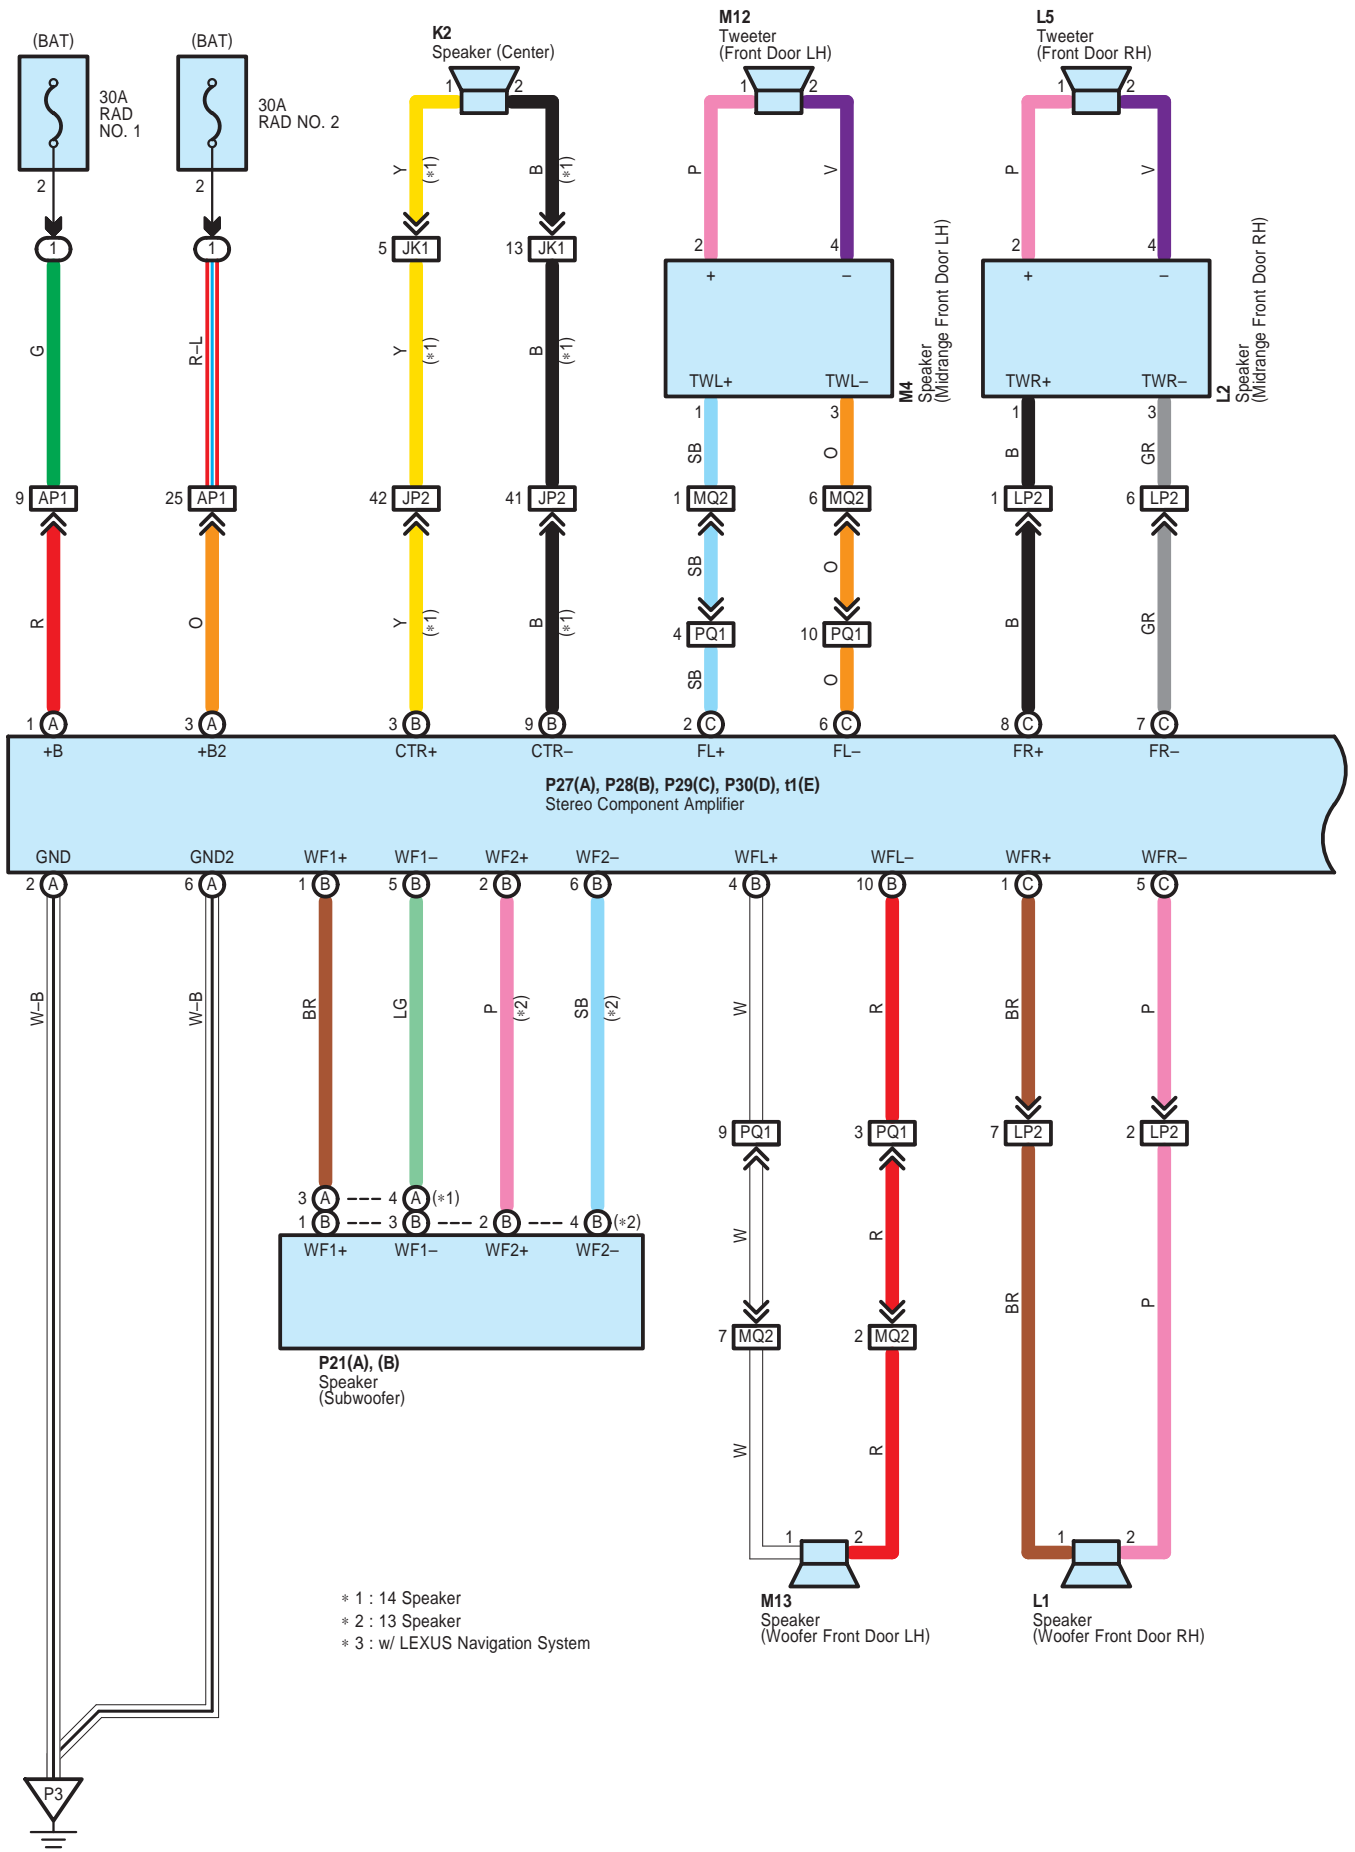 (BAT)
30A
RAD
NO. 1
2
1
G
9 AP1
R
1 A
(BAT)
30A
RAD NO. 2
2
1
R–L
25 AP1
O
3 A
K2
Speaker (Center)
1 2
Y (∗1) B (∗1)
5 JK1 13 JK1
Y (∗1) B (∗1)
42 JP2 41 JP2
Y (∗1) B (∗1)
3 B 9 B
M12
Tweeter
(Front Door LH)
1 2
P V
2 4
+ –
TWL+ TWL–
M4
Speaker
(Midrange Front Door LH)
1 3
SB O
1 MQ2 6 MQ2
SB O
4 PQ1 10 PQ1
SB O
2 C 6 C
L5
Tweeter
(Front Door RH)
1 2
P V
2 4
+ –
TWR+ TWR–
L2
Speaker
(Midrange Front Door RH)
1 3
B GR
1 LP2 6 LP2
B GR
8 C 7 C
+B +B2 CTR+ CTR– FL+ FL– FR+ FR–
P27(A), P28(B), P29(C), P30(D), t1(E)
Stereo Component Amplifier
GND GND2 WF1+ WF1– WF2+ WF2– WFL+ WFL– WFR+ WFR–
2 A 6 A 1 B 5 B 2 B 6 B 4 B 10 B 1 C 5 C
W–B W–B BR LG P (∗2) SB (∗2) W R BR P
9 PQ1 3 PQ1 7 LP2 2 LP2
3 A 4 A (∗1)
1 B 3 B 2 B 4 B (∗2)
WF1+ WF1– WF2+ WF2–
P21(A), (B)
Speaker
(Subwoofer)
W R BR P
7 MQ2 2 MQ2
W R
1 2 1 2
M13
Speaker
(Woofer Front Door LH)
L1
Speaker
(Woofer Front Door RH)
∗ 1 : 14 Speaker
∗ 2 : 13 Speaker
∗ 3 : w/ LEXUS Navigation System
P3